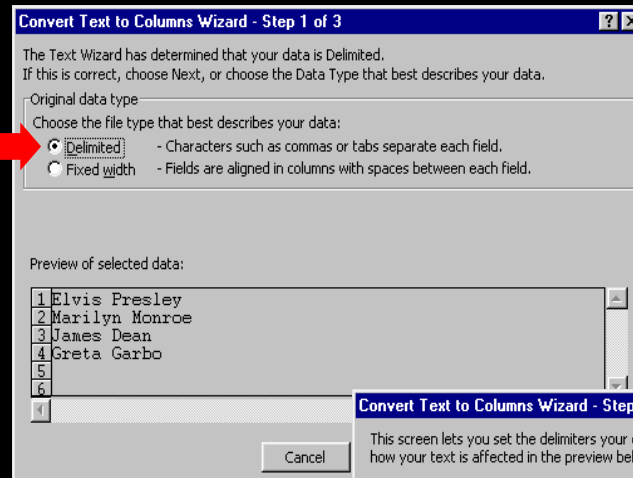 Convert Text to Columns Wizard - Step 1 of 3
The Text Wizard has determined that your data is Delimited.
If this is correct, choose Next, or choose the Data Type that best describes your data.
Original data type
Choose the file type that best describes your data:
Delimited - Characters such as commas or tabs separate each field.
Fixed width - Fields are aligned in columns with spaces between each field.
Preview of selected data:
1 Elvis Presley
2 Marilyn Monroe
3 James Dean
4 Greta Garbo
5
6
Cancel
Convert Text to Columns Wizard - Step
This screen lets you set the delimiters your
how your text is affected in the preview